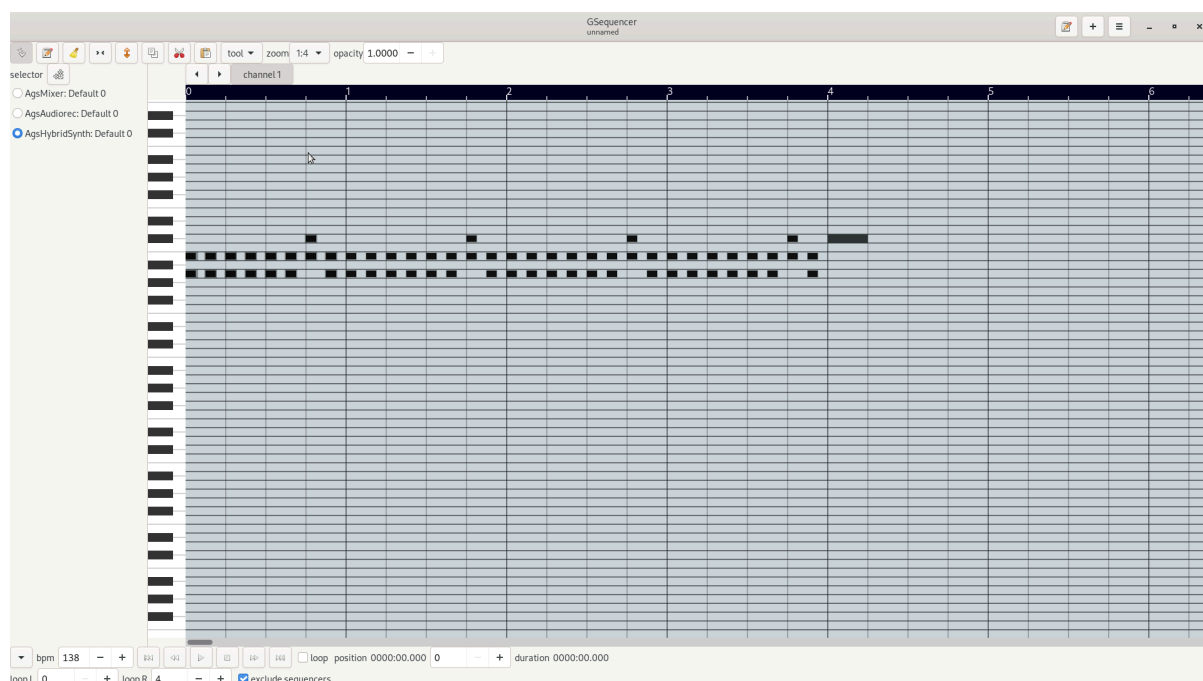 GSequencer
unnamed
tool zoom 1:4 opacity 1.0000
selector channel 1
AgsMixer: Default 0
AgsAudiorec: Default 0
AgsHybridSynth: Default 0
0 1 2 3 4 5 6
bpm 138 loop position 0000:00.000 0 duration 0000:00.000
loop L 0 loop R 4 exclude sequencers